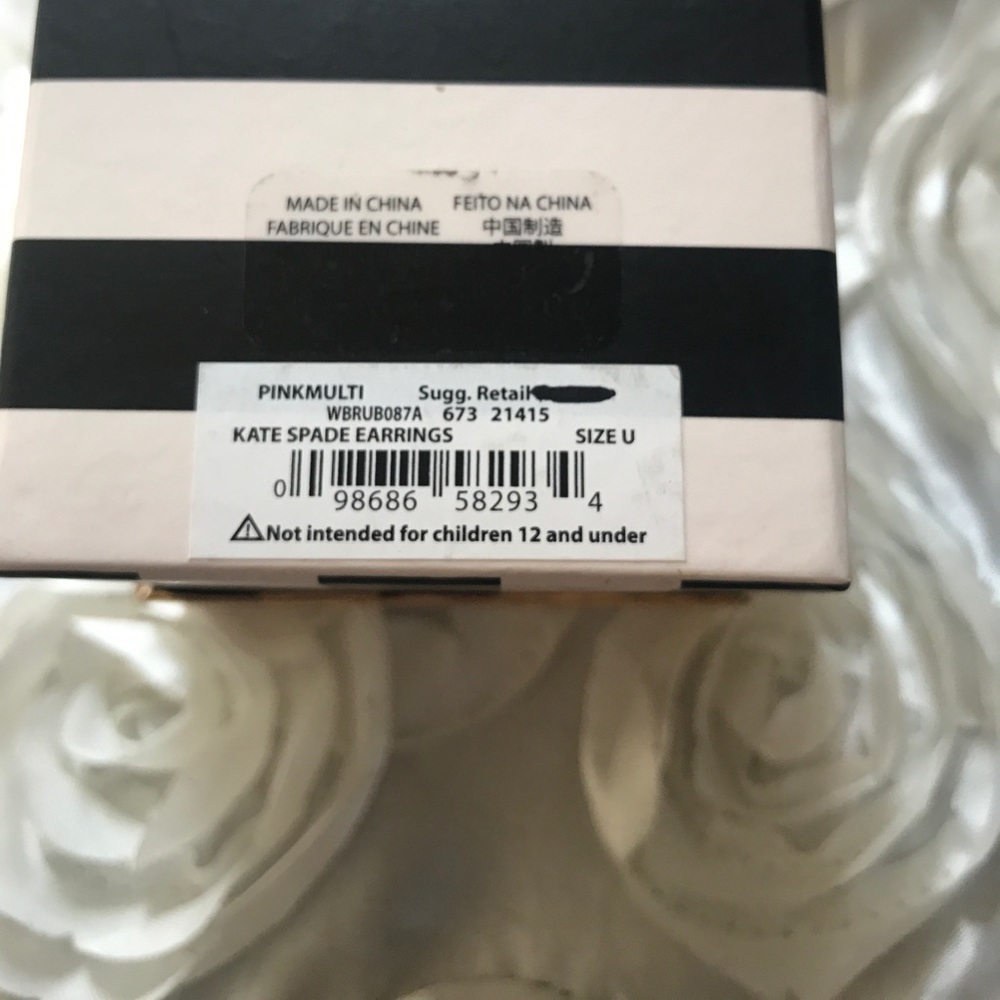 MADE IN CHINA FEITO NA CHINA
FABRIQUE EN CHINE 中国制造
PINKMULTI Sugg. Retail
WBRUB087A 673 21415
KATE SPADE EARRINGS SIZE U
0 98686 58293 4
Not intended for children 12 and under